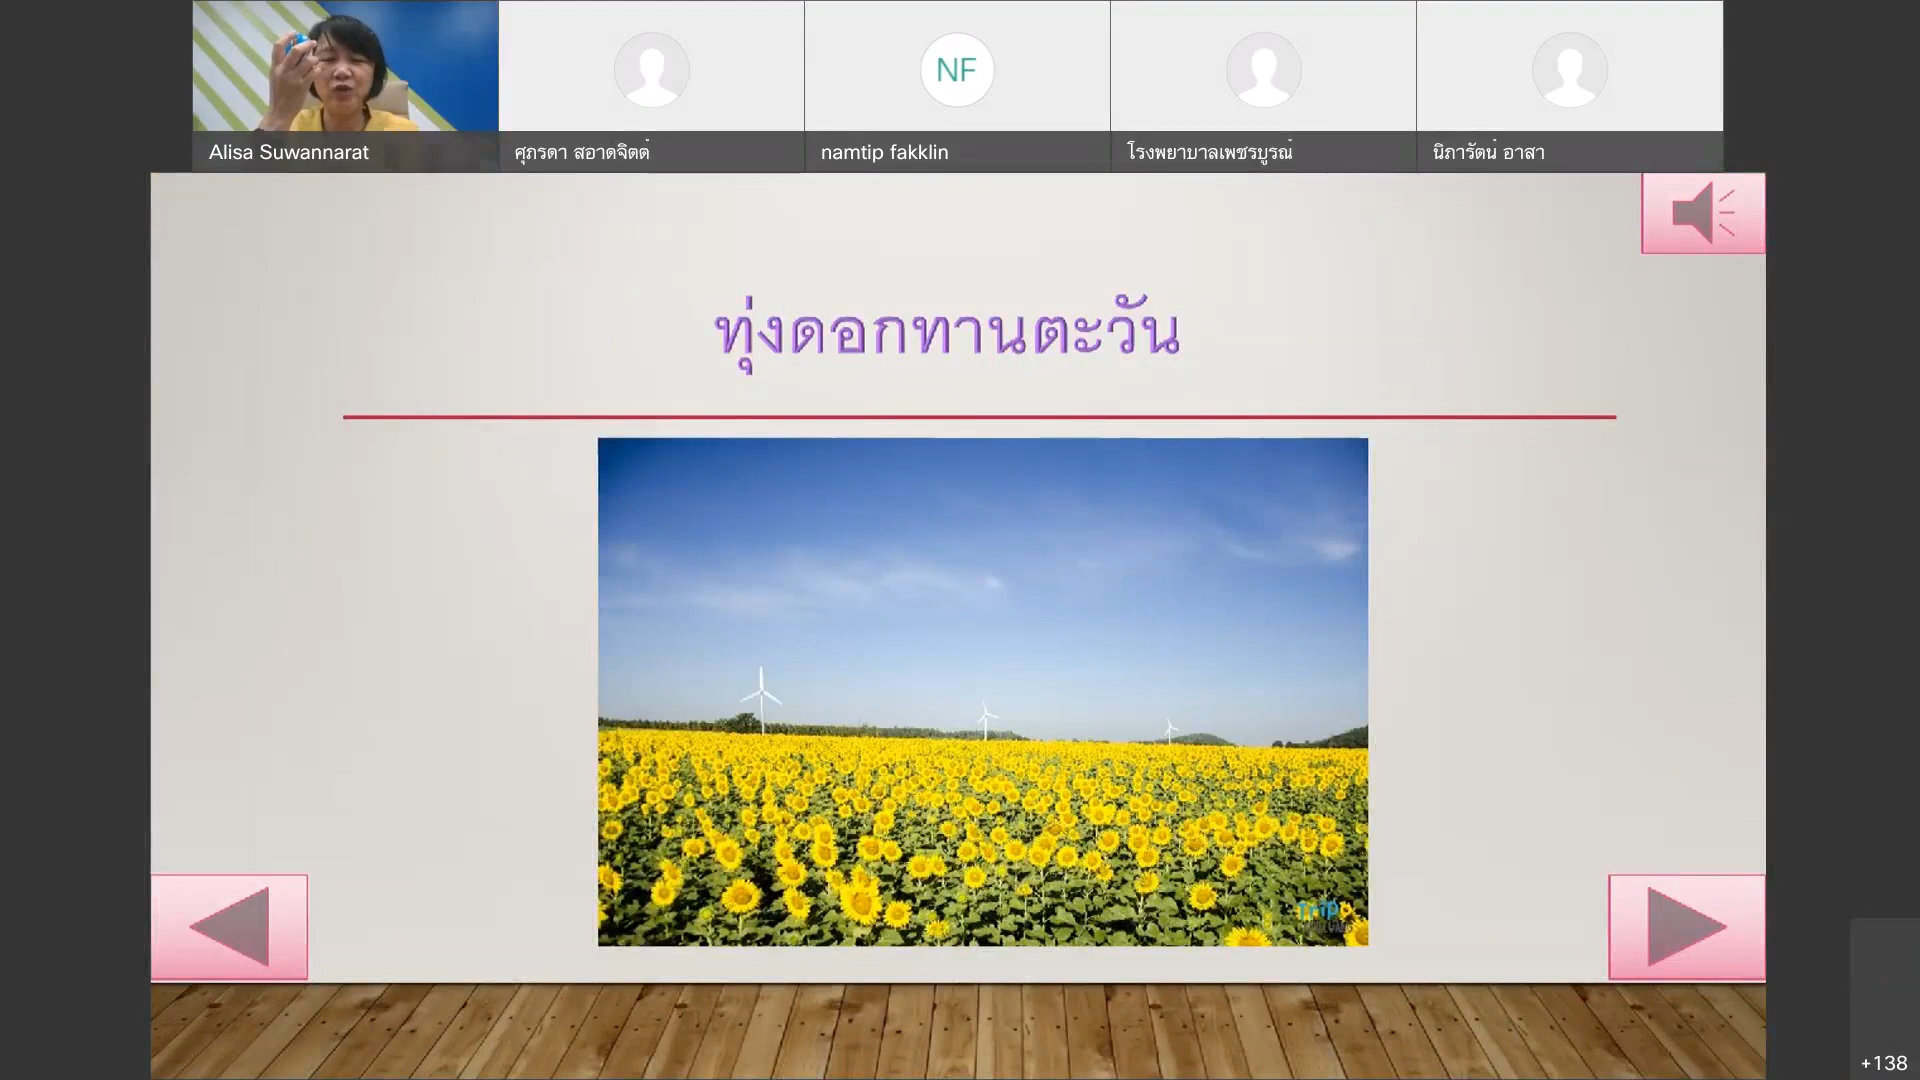 Alisa Suwannarat
ศุภรดา สอาดจิตต์
NF
namtip fakklin
โรงพยาบาลเพชรบูรณ์
นิภารัตน์ อาสา
ทุ่งดอกทานตะวัน
+138